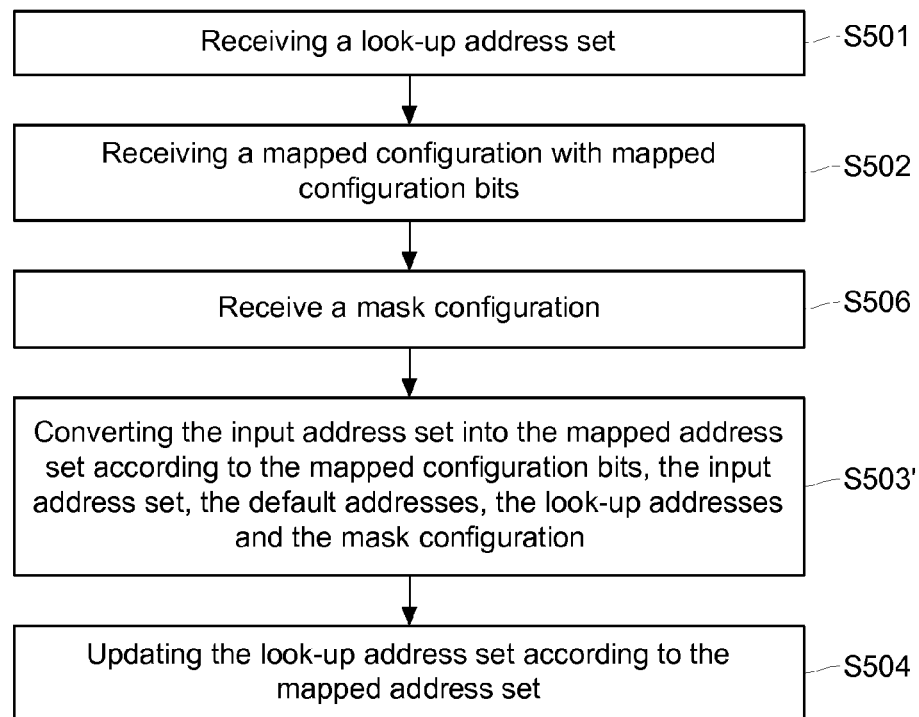 Receiving a look-up address set
S501
Receiving a mapped configuration with mapped
configuration bits
S502
Receive a mask configuration
S506
Converting the input address set into the mapped address
set according to the mapped configuration bits, the input
address set, the default addresses, the look-up addresses
and the mask configuration
S503'
Updating the look-up address set according to the
mapped address set
S504